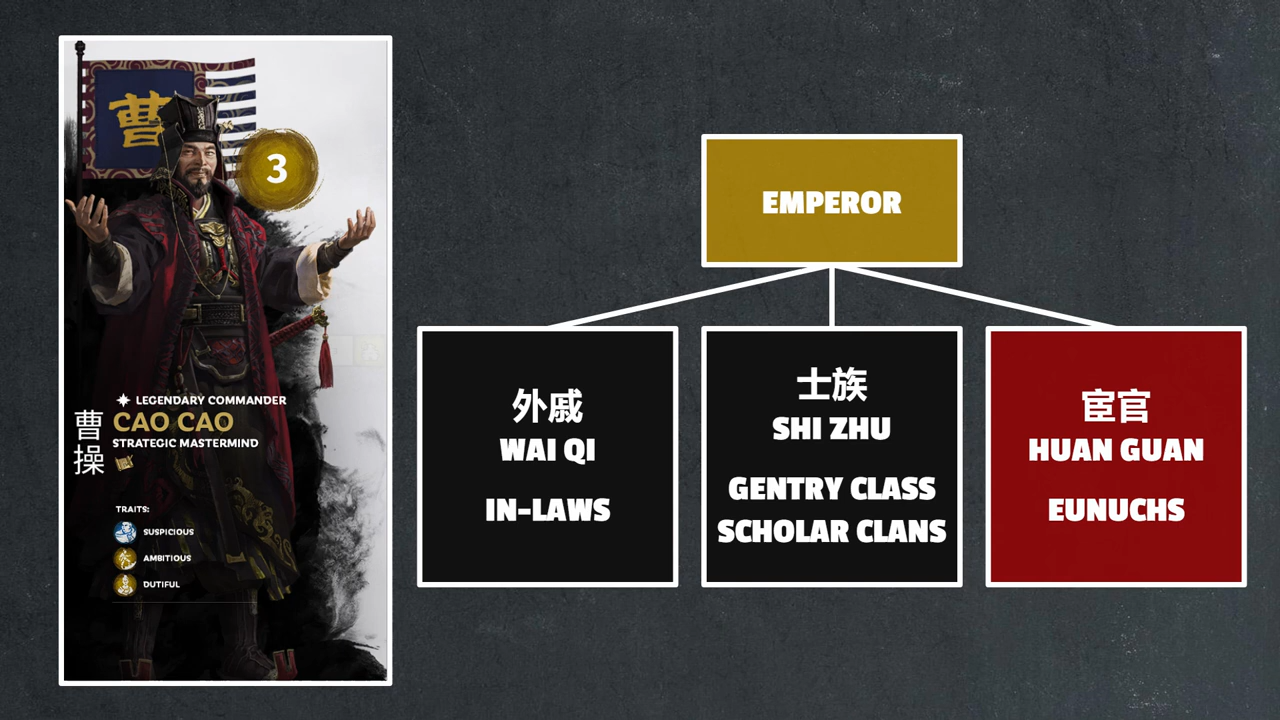 曹
3
LEGENDARY COMMANDER
曹操
CAO CAO
STRATEGIC MASTERMIND
TRAITS:
SUSPICIOUS
AMBITIOUS
DUTIFUL
EMPEROR
外戚
WAI QI
IN-LAWS
士族
SHI ZHU
GENTRY CLASS
SCHOLAR CLANS
宦官
HUAN GUAN
EUNUCHS